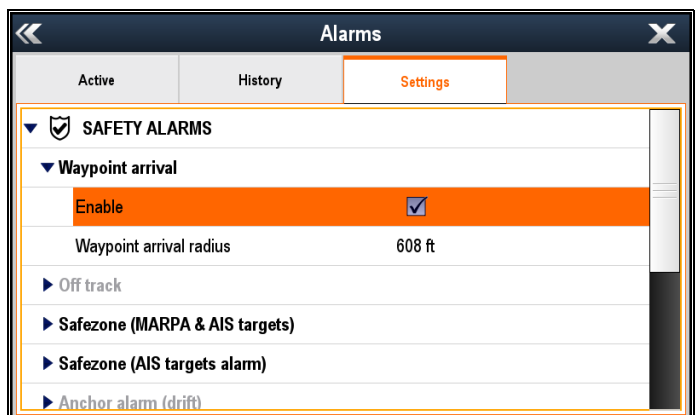 Alarms
Active History Settings
SAFETY ALARMS
Waypoint arrival
Enable
Waypoint arrival radius 608 ft
Off track
Safezone (MARPA & AIS targets)
Safezone (AIS targets alarm)
Anchor alarm (drift)